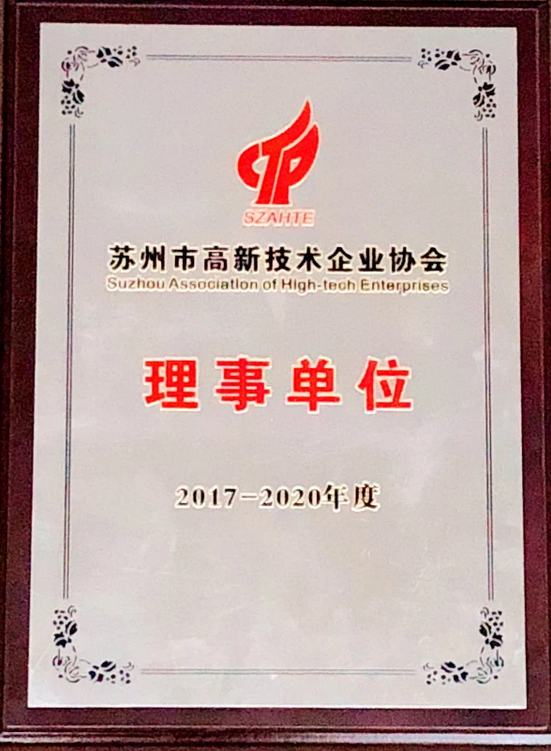 SZAHTE
苏州市高新技术企业协会
Suzhou Association of High-tech Enterprises
理事单位
2017-2020年度